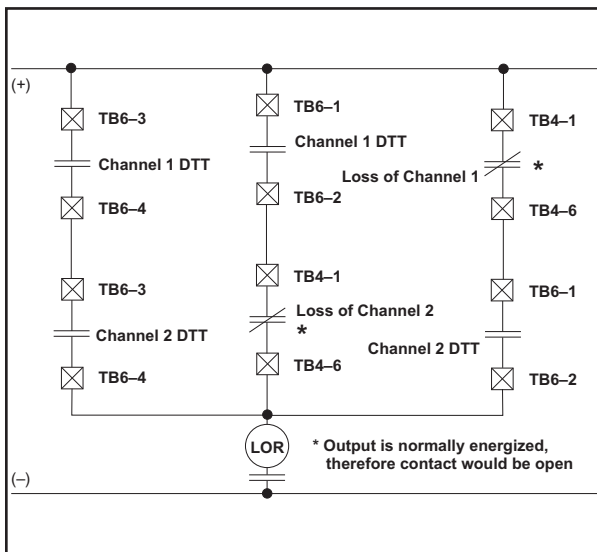 (+)
TB6–3
Channel 1 DTT
TB6–4
TB6–3
Channel 2 DTT
TB6–4
TB6–1
Channel 1 DTT
TB6–2
TB4–1
Loss of Channel 2
*
TB4–6
TB4–1
Loss of Channel 1
*
TB4–6
TB6–1
Channel 2 DTT
TB6–2
LOR
* Output is normally energized,
therefore contact would be open
(–)